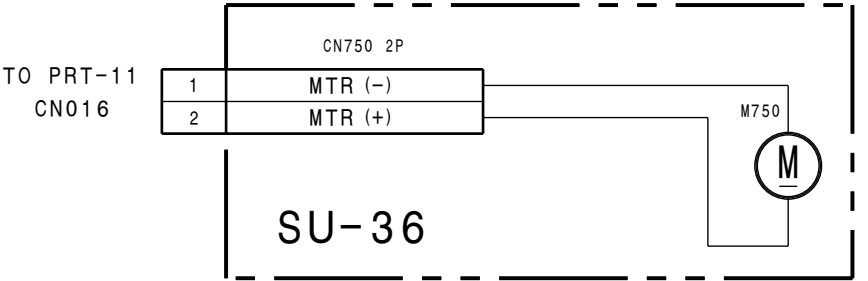 CN750 2P
TO PRT-11
CN016
1 MTR (-)
2 MTR (+)
M750
M
SU-36